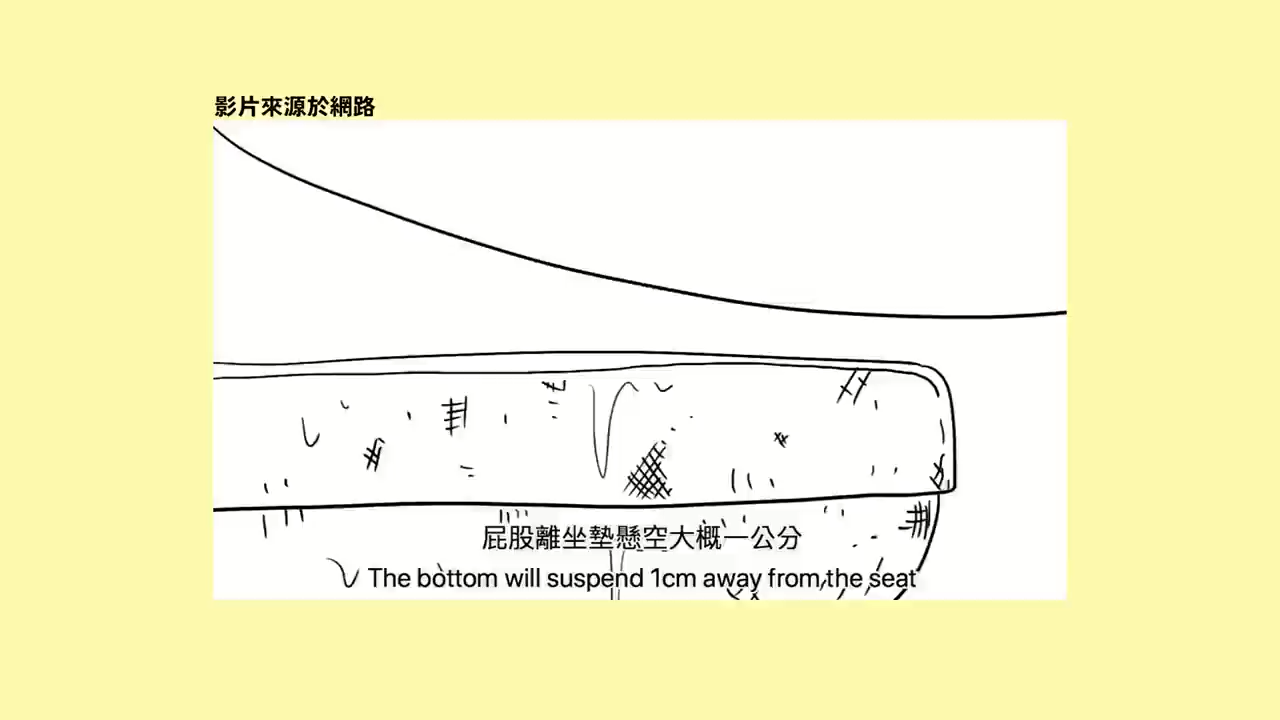 影片來源於網路
屁股離坐墊懸空大概一公分
The bottom will suspend 1cm away from the seat